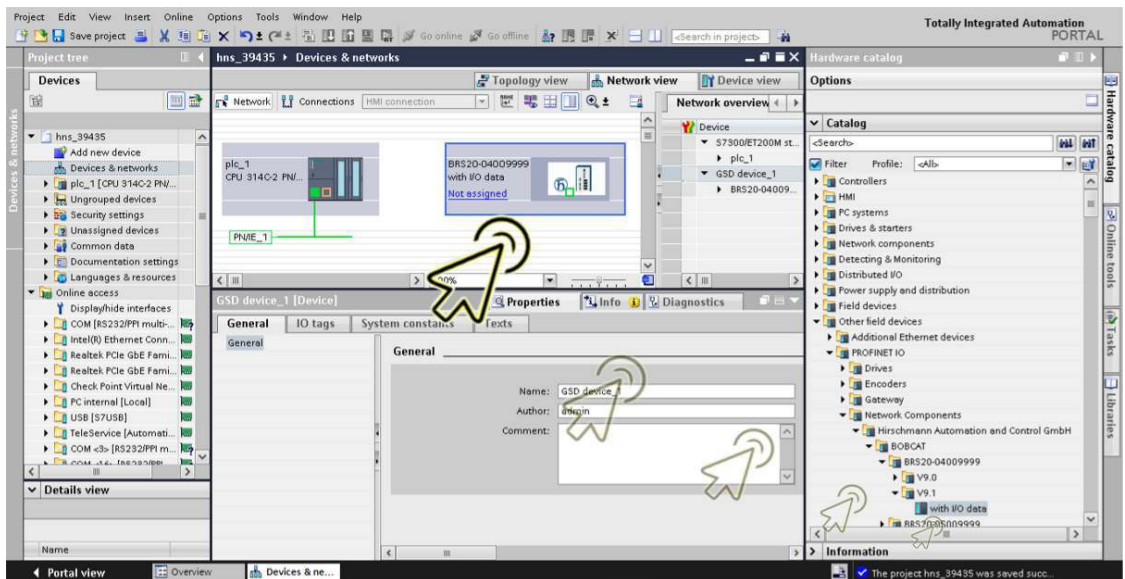 Project Edit View Insert Online Options Tools Window Help
Totally Integrated Automation
PORTAL
Save project
Go online
Go offline
<Search in project>
Project tree
Devices
Devices & networks
hns_39435
Add new device
Devices & networks
plc_1 [CPU 314C-2 PN/...
Ungrouped devices
Security settings
Unassigned devices
Common data
Documentation settings
Languages & resources
Online access
Display/hide interfaces
COM [RS232/PPI multi-...
Intel(R) Ethernet Conn...
Realtek PCIe GbE Fami...
Realtek PCIe GbE Fami...
Check Point Virtual Ne...
PC internal [Local]
USB [S7USB]
TeleService [Automati...
COM <3> [RS232/PPI m...
Details view
Name
hns_39435 ▸ Devices & networks
Topology view
Network view
Device view
Network
Connections
HMI connection
plc_1
CPU 314C-2 PN/...
PN/IE_1
BRS20-04009999
with I/O data
Not assigned
Network overview
Device
S7300/ET200M st...
plc_1
GSD device_1
BRS20-04009...
GSD device_1 [Device]
Properties
Info
Diagnostics
General
IO tags
System constants
Texts
General
General
Name:
GSD device_1
Author:
admin
Comment:
Hardware catalog
Options
Catalog
<Search>
Filter
Profile:
<All>
Controllers
HMI
PC systems
Drives & starters
Network components
Detecting & Monitoring
Distributed I/O
Power supply and distribution
Field devices
Other field devices
Additional Ethernet devices
PROFINET IO
Drives
Encoders
Gateway
Network Components
Hirschmann Automation and Control GmbH
BOBCAT
BRS20-04009999
V9.0
V9.1
with I/O data
BRS20-05009999
Information
Hardware catalog
Online tools
Tasks
Libraries
Portal view
Overview
Devices & ne...
The project hns_39435 was saved succ...